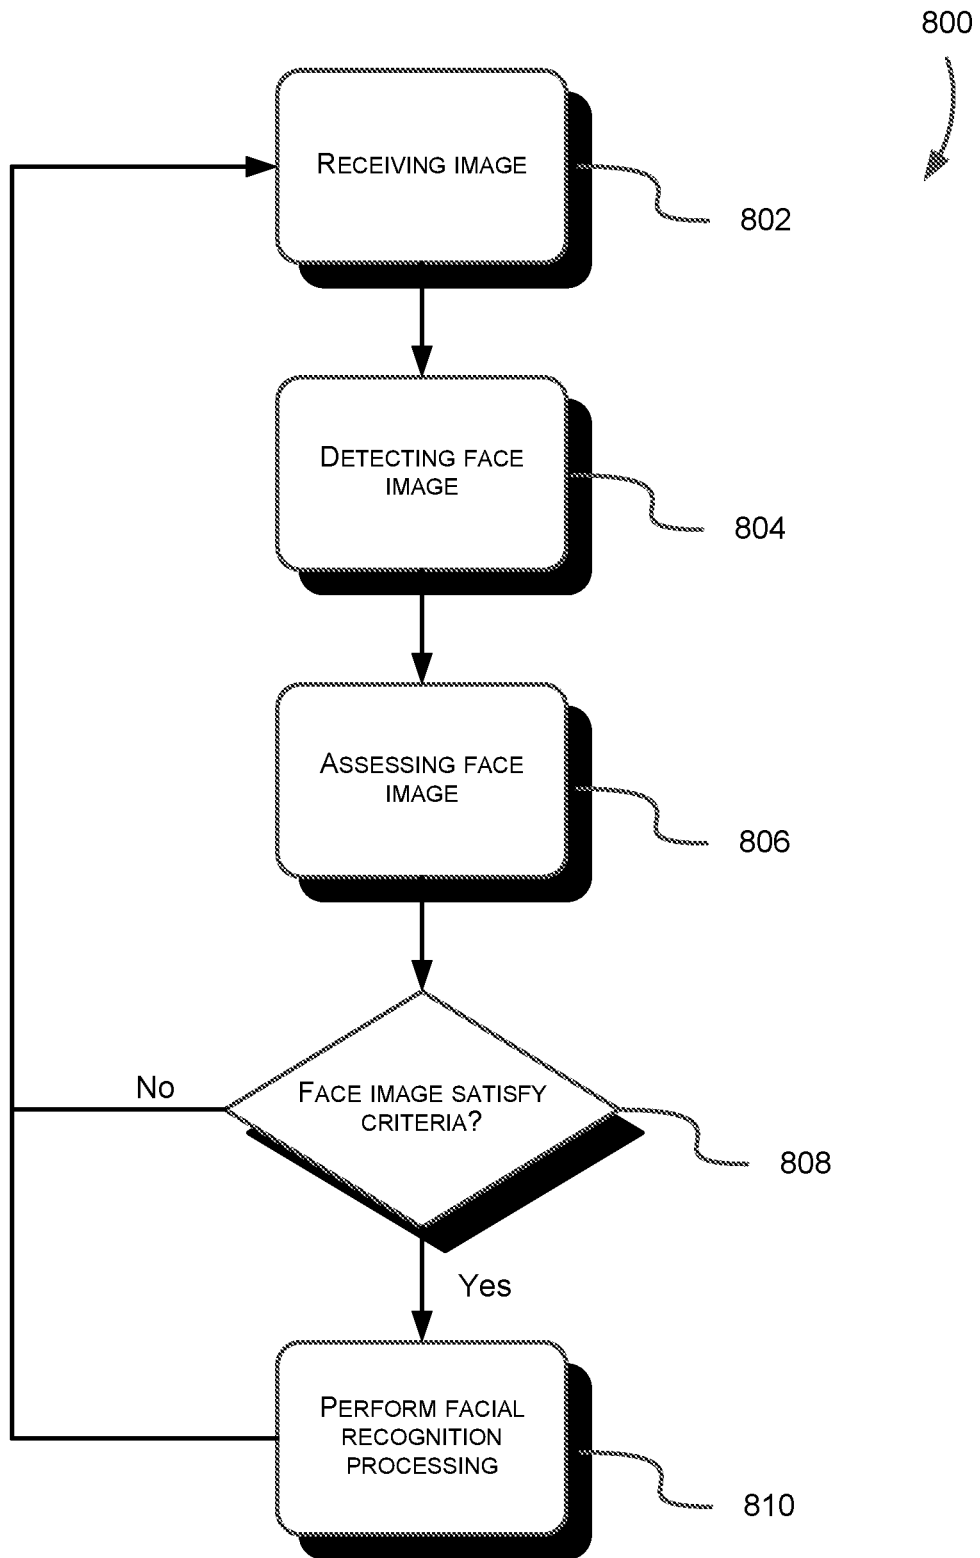 800
RECEIVING IMAGE
802
DETECTING FACE
IMAGE
804
ASSESSING FACE
IMAGE
806
No
FACE IMAGE SATISFY
CRITERIA?
808
Yes
PERFORM FACIAL
RECOGNITION
PROCESSING
810